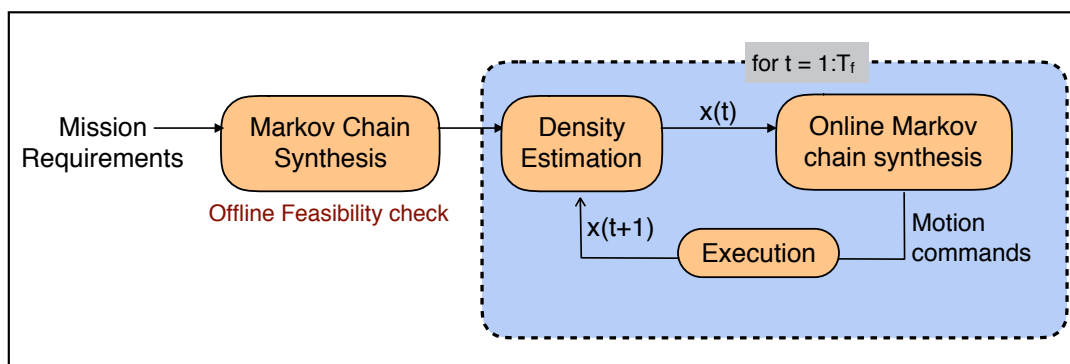 for t = 1:Tf
Mission
Requirements
Markov Chain
Synthesis
Offline Feasibility check
Density
Estimation
x(t)
Online Markov
chain synthesis
x(t+1)
Execution
Motion
commands